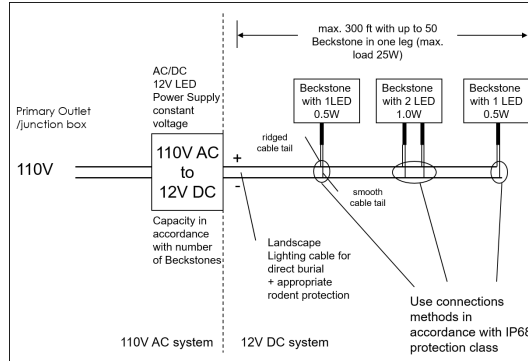 max. 300 ft with up to 50
Beckstone in one leg (max.
load 25W)
AC/DC
12V LED
Power Supply
constant
voltage
Beckstone
with 1LED
0.5W
Beckstone
with 2 LED
1.0W
Beckstone
with 1 LED
0.5W
Primary Outlet
/junction box
110V
110V AC
to
12V DC
+
-
ridged
cable tail
smooth
cable tail
Capacity in
accordance
with number
of Beckstones
Landscape
Lighting cable for
direct burial
+ appropriate
rodent protection
Use connections
methods in
accordance with IP68
protection class
110V AC system
12V DC system